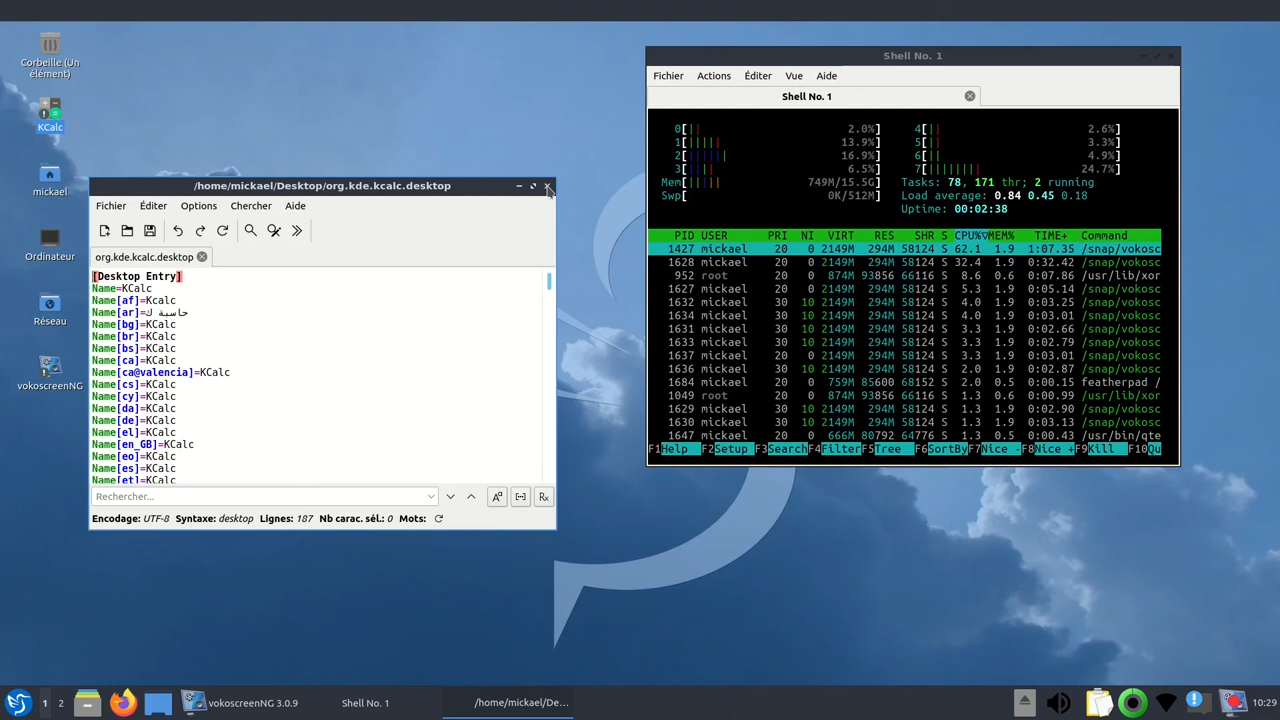 Corbeille (Un
élément)
KCalc
mickael
Ordinateur
Réseau
vokoscreenNG
/home/mickael/Desktop/org.kde.kcalc.desktop
Fichier Éditer Options Chercher Aide
org.kde.kcalc.desktop
[Desktop Entry]
Name=KCalc
Name[af]=Kcalc
Name[ar]=حاسبة ك
Name[bg]=KCalc
Name[br]=KCalc
Name[bs]=KCalc
Name[ca]=KCalc
Name[ca@valencia]=KCalc
Name[cs]=KCalc
Name[cy]=KCalc
Name[da]=KCalc
Name[de]=KCalc
Name[el]=KCalc
Name[en_GB]=KCalc
Name[eo]=KCalc
Name[es]=KCalc
Name[et]=KCalc
Rechercher...
Encodage: UTF-8 Syntaxe: desktop Lignes: 187 Nb carac. sél.: 0 Mots:
Shell No. 1
Fichier Actions Éditer Vue Aide
Shell No. 1
0[|| 2.0%] 4[|| 2.6%]
1[||||| 13.9%] 5[|| 3.3%]
2[|||||| 16.9%] 6[|| 4.9%]
3[|||| 6.5%] 7[|||||||| 24.7%]
Mem[||||| 749M/15.5G] Tasks: 78, 171 thr; 2 running
Swp[ 0K/512M] Load average: 0.84 0.45 0.18
Uptime: 00:02:38
PID USER PRI NI VIRT RES SHR S CPU%▽MEM% TIME+ Command
1427 mickael 20 0 2149M 294M 58124 S 62.1 1.9 1:07.35 /snap/vokosc
1628 mickael 20 0 2149M 294M 58124 S 32.4 1.9 0:32.42 /snap/vokosc
952 root 20 0 874M 93856 66116 S 8.6 0.6 0:07.86 /usr/lib/xor
1627 mickael 20 0 2149M 294M 58124 S 5.3 1.9 0:05.14 /snap/vokosc
1632 mickael 30 10 2149M 294M 58124 S 4.0 1.9 0:03.25 /snap/vokosc
1634 mickael 30 10 2149M 294M 58124 S 4.0 1.9 0:03.01 /snap/vokosc
1631 mickael 30 10 2149M 294M 58124 S 3.3 1.9 0:02.66 /snap/vokosc
1633 mickael 30 10 2149M 294M 58124 S 3.3 1.9 0:02.99 /snap/vokosc
1637 mickael 30 10 2149M 294M 58124 S 3.3 1.9 0:03.01 /snap/vokosc
1636 mickael 30 10 2149M 294M 58124 S 2.0 1.9 0:02.87 /snap/vokosc
1684 mickael 20 0 759M 85600 68152 S 2.0 0.5 0:00.15 featherpad /
1049 root 20 0 874M 93856 66116 S 1.3 0.6 0:00.99 /usr/lib/xor
1629 mickael 30 10 2149M 294M 58124 S 1.3 1.9 0:02.90 /snap/vokosc
1630 mickael 30 10 2149M 294M 58124 S 1.3 1.9 0:03.13 /snap/vokosc
1647 mickael 20 0 666M 80792 64776 S 1.3 0.5 0:00.43 /usr/bin/qte
F1Help F2Setup F3SearchF4FilterF5Tree F6SortByF7Nice -F8Nice +F9Kill F10Qu
1 2 vokoscreenNG 3.0.9 Shell No. 1 /home/mickael/De... 10:29